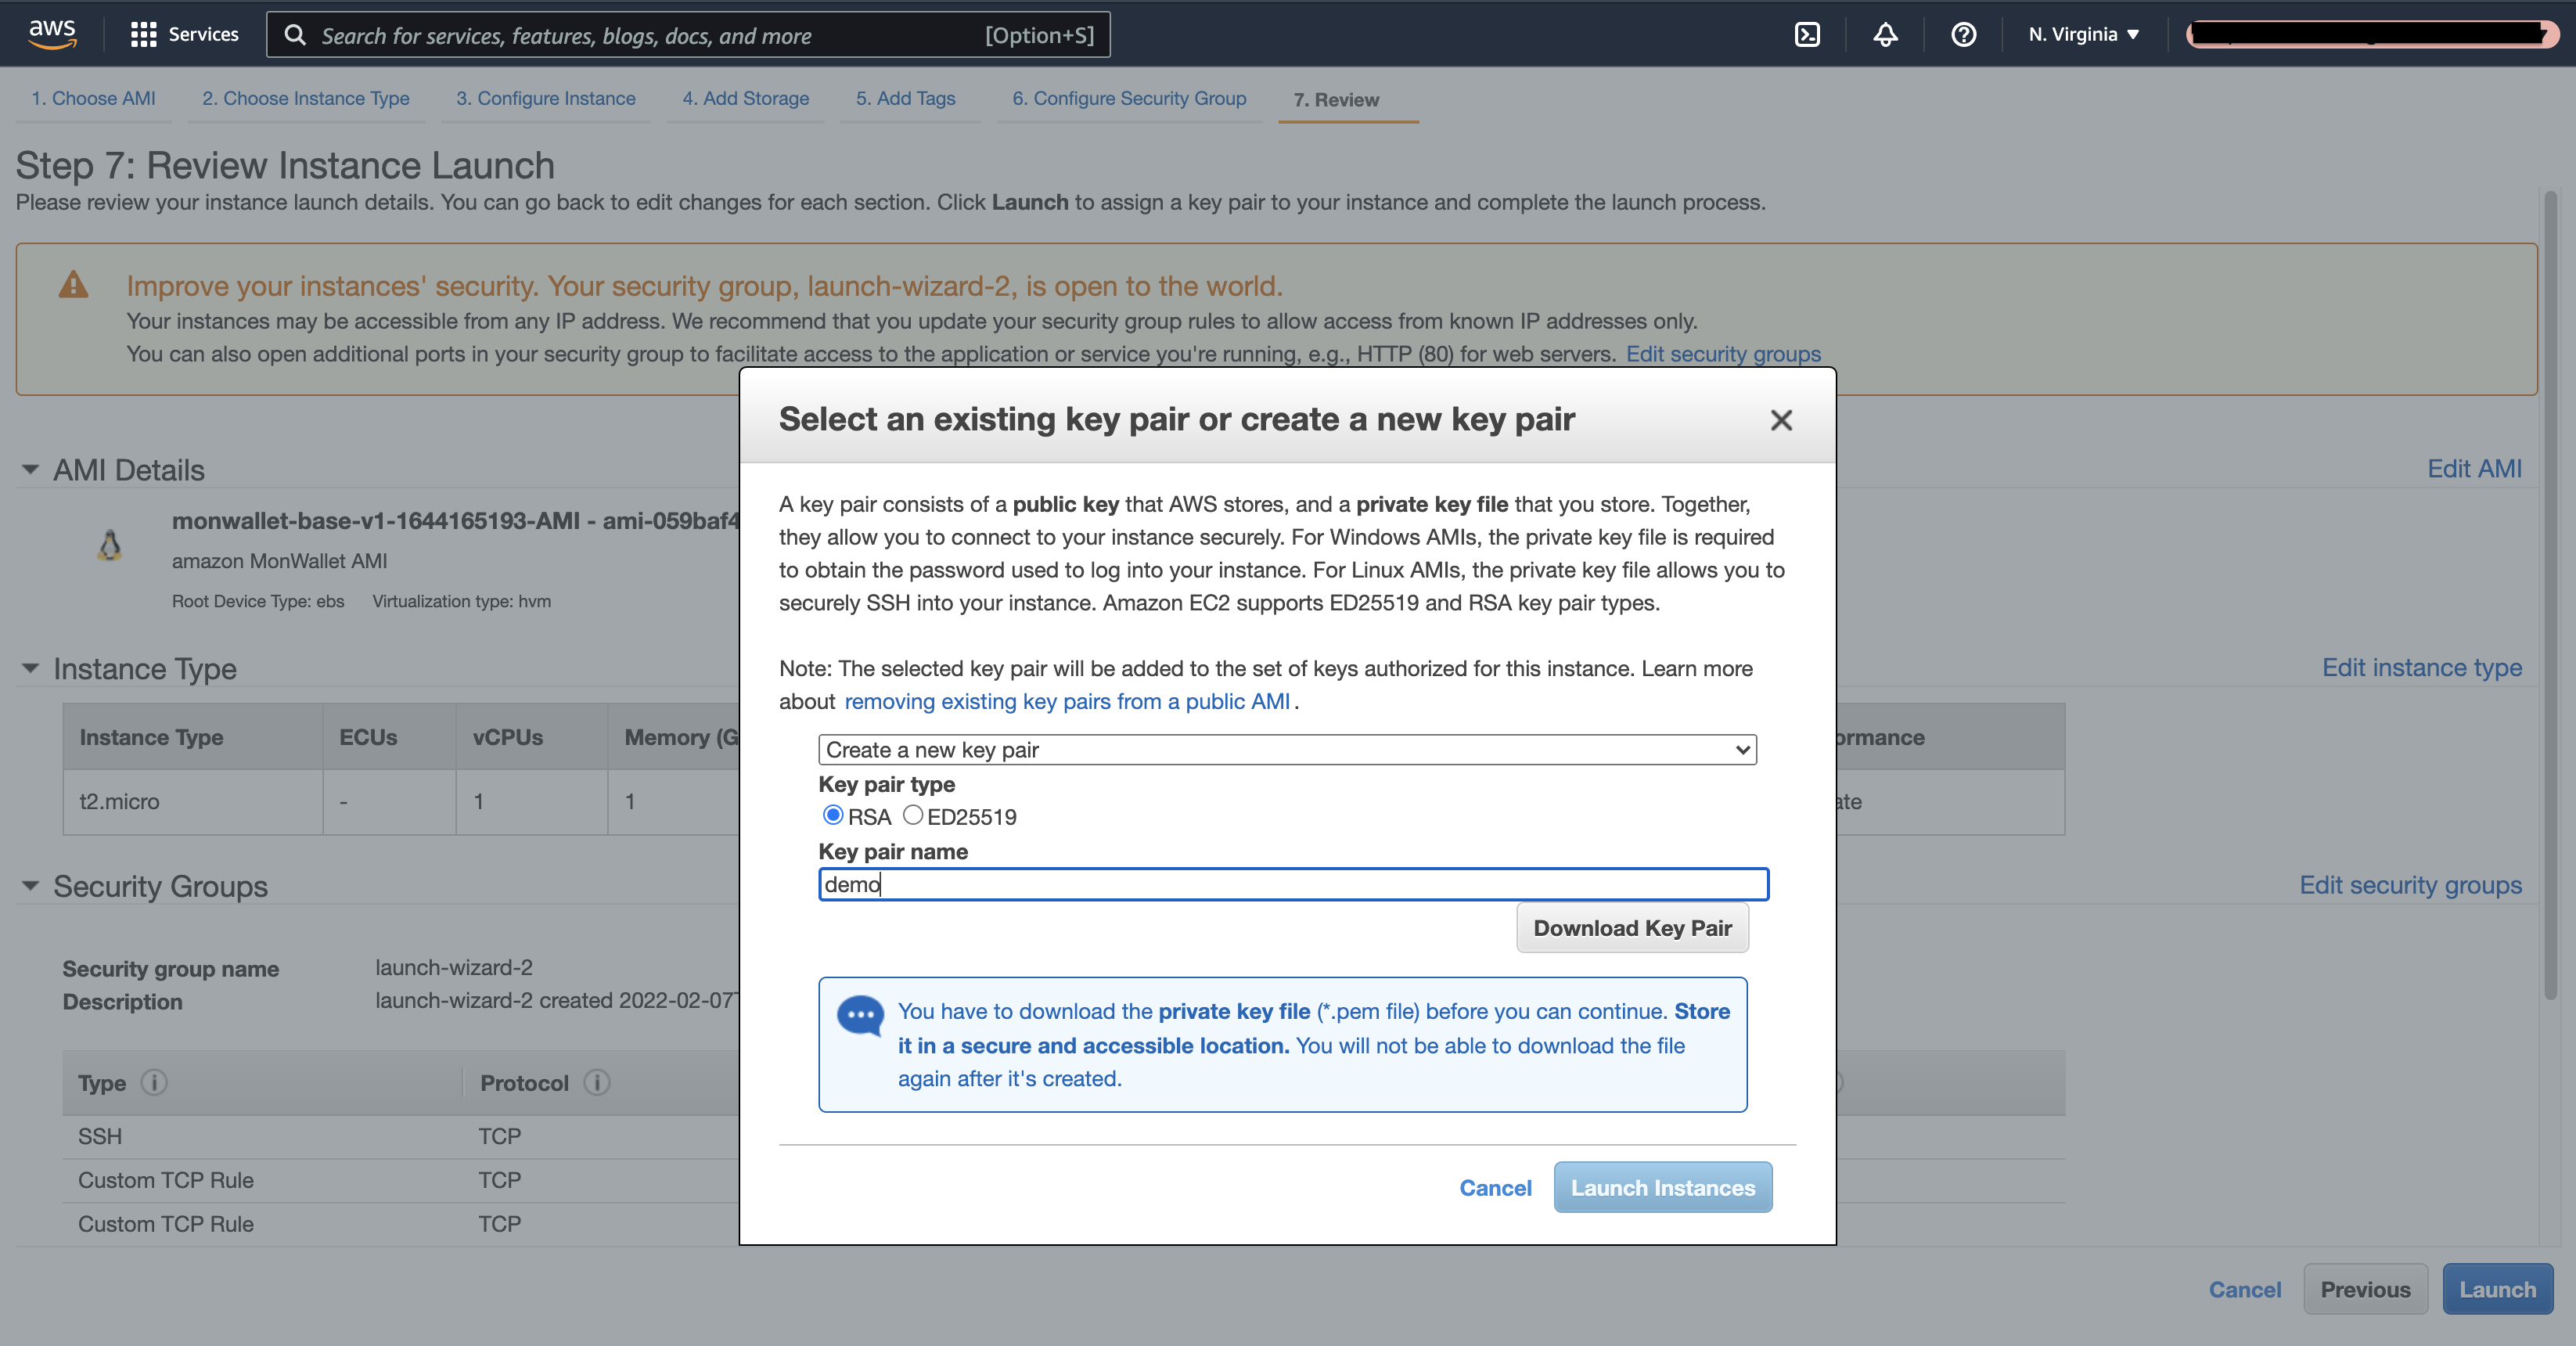 aws
Services
Search for services, features, blogs, docs, and more
[Option+S]
N. Virginia
1. Choose AMI
2. Choose Instance Type
3. Configure Instance
4. Add Storage
5. Add Tags
6. Configure Security Group
7. Review
Step 7: Review Instance Launch
Please review your instance launch details. You can go back to edit changes for each section. Click Launch to assign a key pair to your instance and complete the launch process.
Improve your instances' security. Your security group, launch-wizard-2, is open to the world.
Your instances may be accessible from any IP address. We recommend that you update your security group rules to allow access from known IP addresses only.
You can also open additional ports in your security group to facilitate access to the application or service you're running, e.g., HTTP (80) for web servers. Edit security groups
AMI Details
Edit AMI
monwallet-base-v1-1644165193-AMI - ami-059baf4
amazon MonWallet AMI
Root Device Type: ebs Virtualization type: hvm
Instance Type
Edit instance type
Instance Type ECUs vCPUs Memory (G
ormance
t2.micro - 1 1
ate
Security Groups
Edit security groups
Security group name launch-wizard-2
Description launch-wizard-2 created 2022-02-07
Type Protocol
SSH TCP
Custom TCP Rule TCP
Custom TCP Rule TCP
Select an existing key pair or create a new key pair
A key pair consists of a public key that AWS stores, and a private key file that you store. Together,
they allow you to connect to your instance securely. For Windows AMIs, the private key file is required
to obtain the password used to log into your instance. For Linux AMIs, the private key file allows you to
securely SSH into your instance. Amazon EC2 supports ED25519 and RSA key pair types.
Note: The selected key pair will be added to the set of keys authorized for this instance. Learn more
about removing existing key pairs from a public AMI.
Create a new key pair
Key pair type
RSA ED25519
Key pair name
demo
Download Key Pair
You have to download the private key file (*.pem file) before you can continue. Store
it in a secure and accessible location. You will not be able to download the file
again after it's created.
Cancel
Launch Instances
Cancel
Previous
Launch